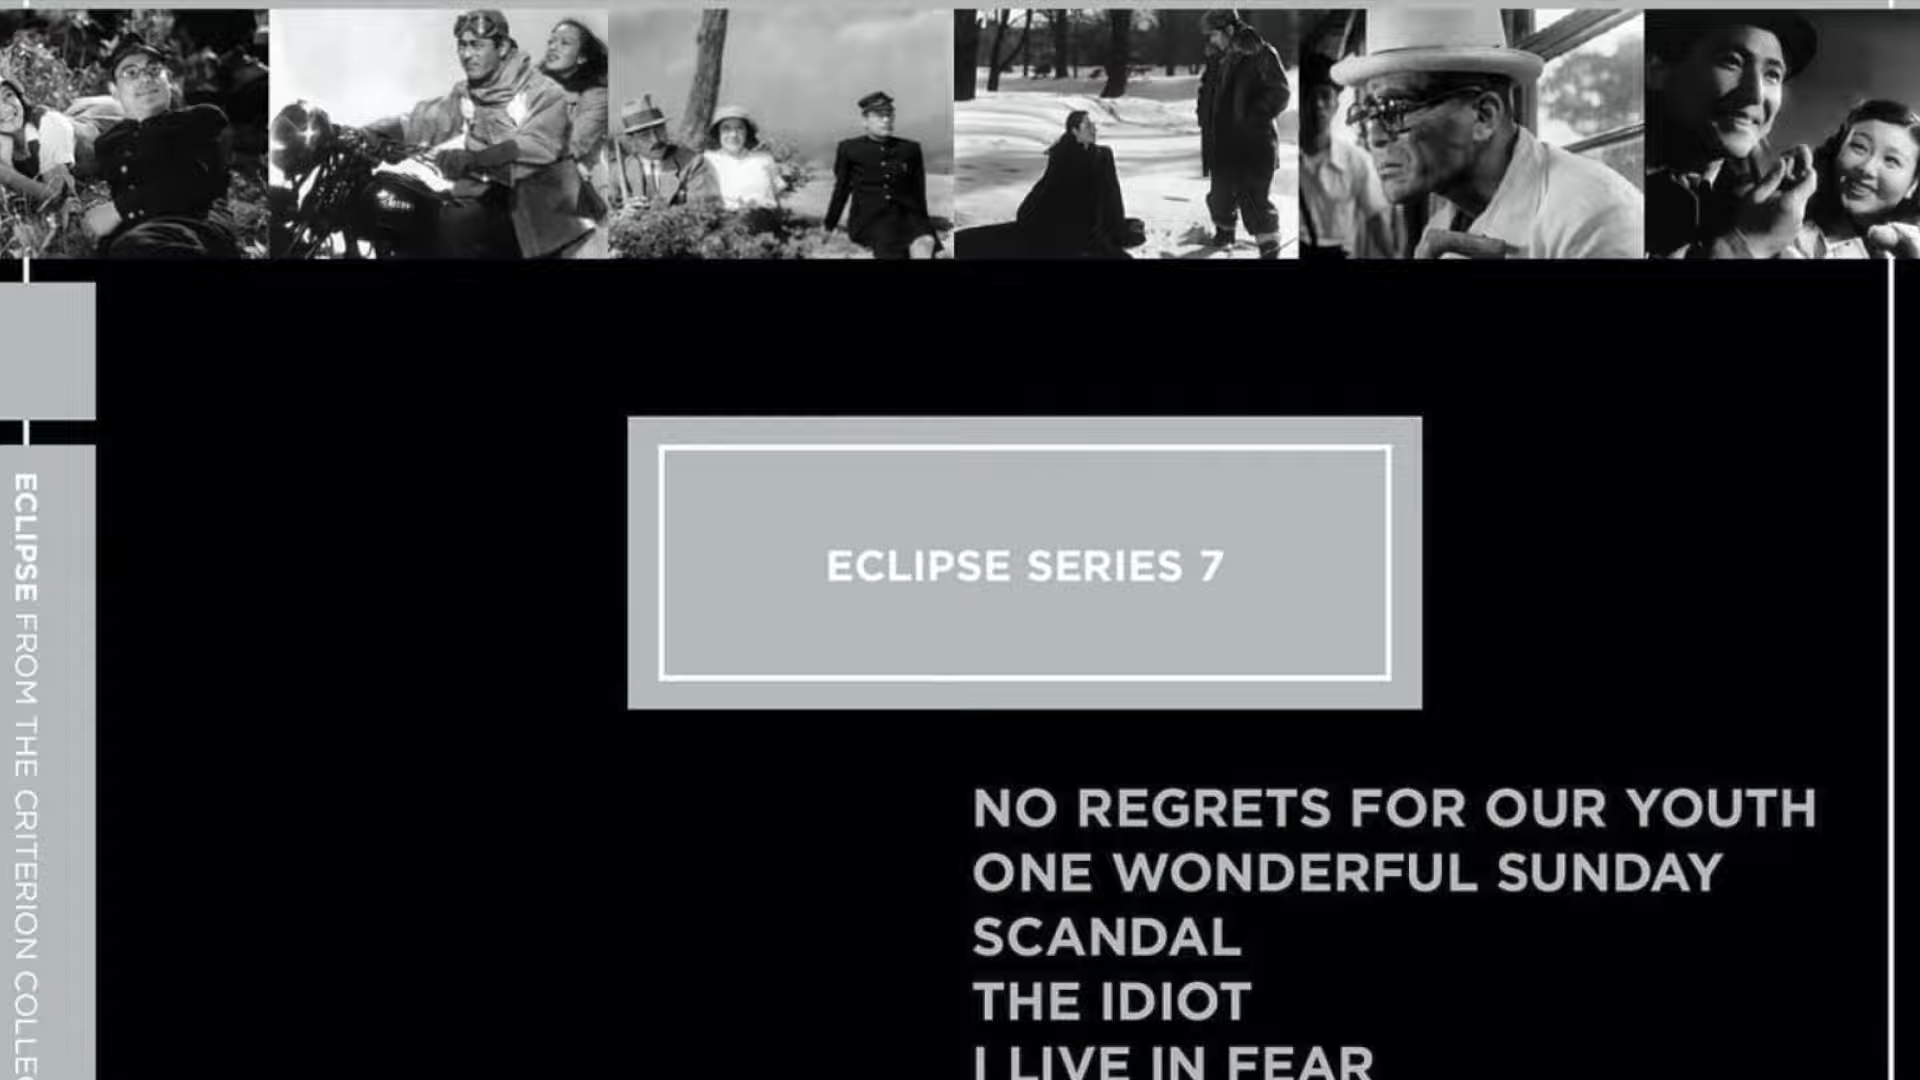 ECLIPSE SERIES 7
NO REGRETS FOR OUR YOUTH
ONE WONDERFUL SUNDAY
SCANDAL
THE IDIOT
I LIVE IN FEAR
ECLIPSE FROM THE CRITERION COLLEC